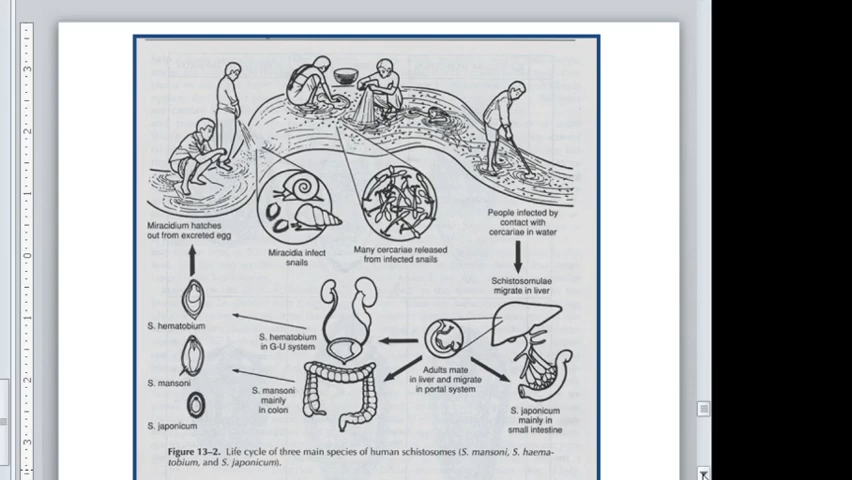 Miracidium hatches
out from excreted egg
Miracidia infect
snails
Many cercariae released
from infected snails
People infected by
contact with
cercariae in water
Schistosomulae
migrate in liver
S. hematobium
S. hematobium
in G-U system
Adults mate
in liver and migrate
in portal system
S. mansoni
S. mansoni
mainly
in colon
S. japonicum
mainly in
small intestine
S. japonicum
Figure 13–2. Life cycle of three main species of human schistosomes (S. mansoni, S. haema-
tobium, and S. japonicum).